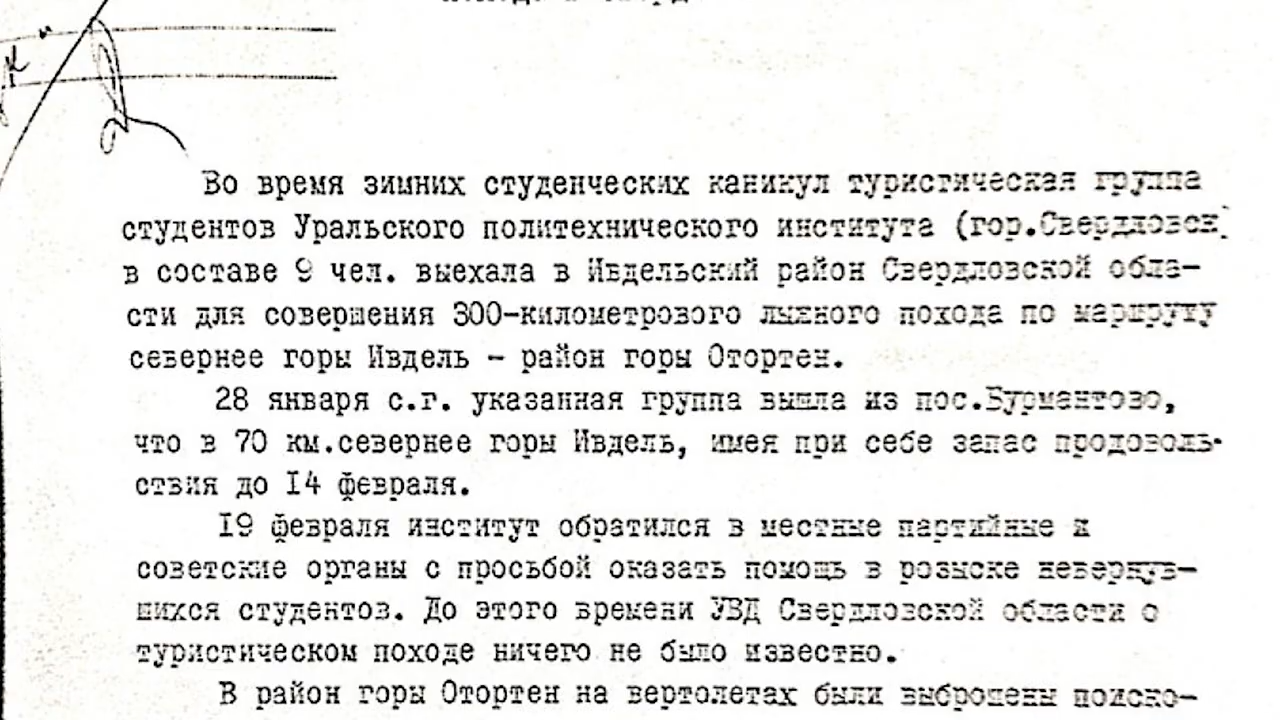 Во время зимних студенческих каникул туристическая группа
студентов Уральского политехнического института (гор.Свердловск
в составе 9 чел. выехала в Ивдельский район Свердловской обла-
сти для совершения 300-километрового лыжного похода по маршруту
севернее горы Ивдель - район горы Отортен.
28 января с.г. указанная группа вышла из пос.Бурмантово,
что в 70 км.севернее горы Ивдель, имея при себе запас продоволь-
ствия до 14 февраля.
19 февраля институт обратился в местные партийные и
советские органы с просьбой оказать помощь в розыске невернув-
шихся студентов. До этого времени УВД Свердловской области о
туристическом походе ничего не было известно.
В район горы Отортен на вертолетах были выброшены поиско-